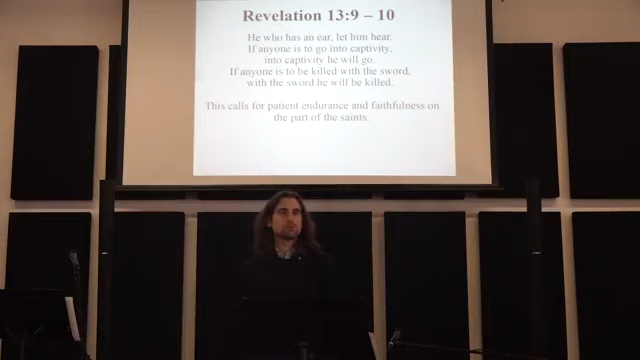 Revelation 13:9 – 10
He who has an ear, let him hear.
If anyone is to go into captivity,
into captivity he will go.
If anyone is to be killed with the sword,
with the sword he will be killed.
This calls for patient endurance and faithfulness on
the part of the saints.